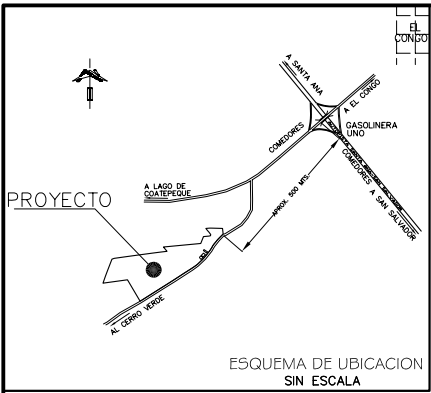 EL
CONGO
A SANTA ANA
A EL CONGO
GASOLINERA
UNO
COMEDORES
COMEDORES
A SAN SALVADOR
A LAGO DE
COATEPEQUE
APROX. 500 MTS.
PROYECTO
AL CERRO VERDE
ESQUEMA DE UBICACION
SIN ESCALA